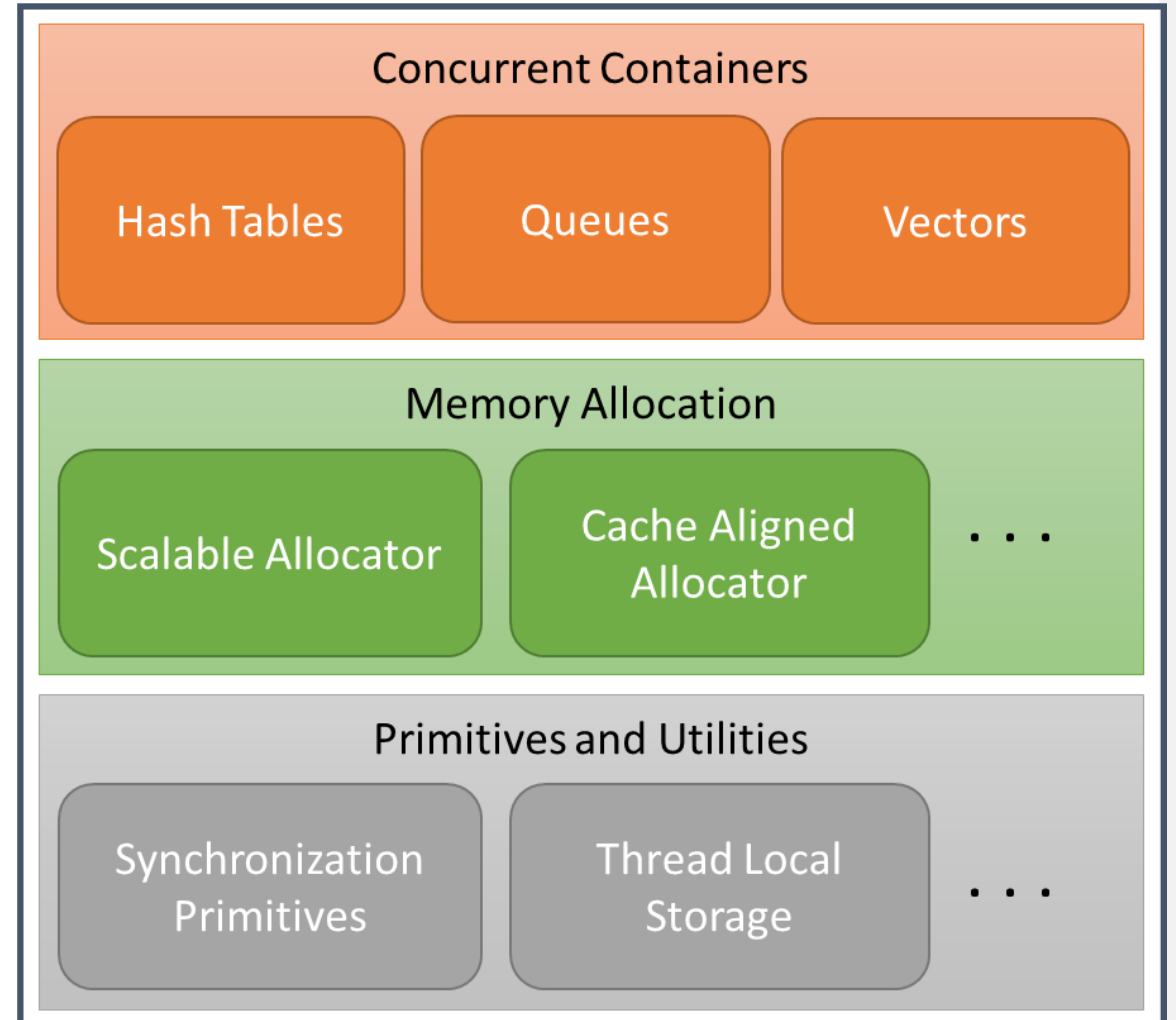 Concurrent Containers
Hash Tables
Queues
Vectors
Memory Allocation
Scalable Allocator
Cache Aligned
Allocator
. . .
Primitives and Utilities
Synchronization
Primitives
Thread Local
Storage
. . .